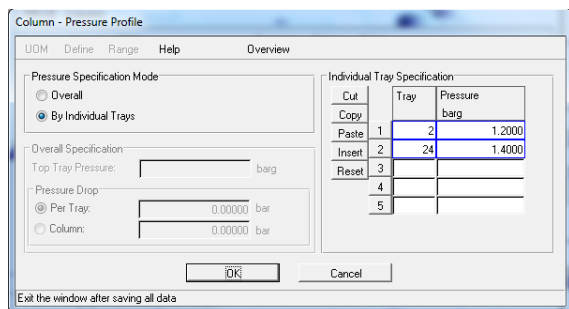 Column - Pressure Profile
UOM Define Range Help Overview
Pressure Specification Mode
Overall
By Individual Trays
Overall Specification
Top Tray Pressure: barg
Pressure Drop
Per Tray: 0.00000 bar
Column: 0.00000 bar
Individual Tray Specification
Cut
Copy
Paste
Insert
Reset
Tray Pressure
barg
1 2 1.2000
2 24 1.4000
3
4
5
OK Cancel
Exit the window after saving all data